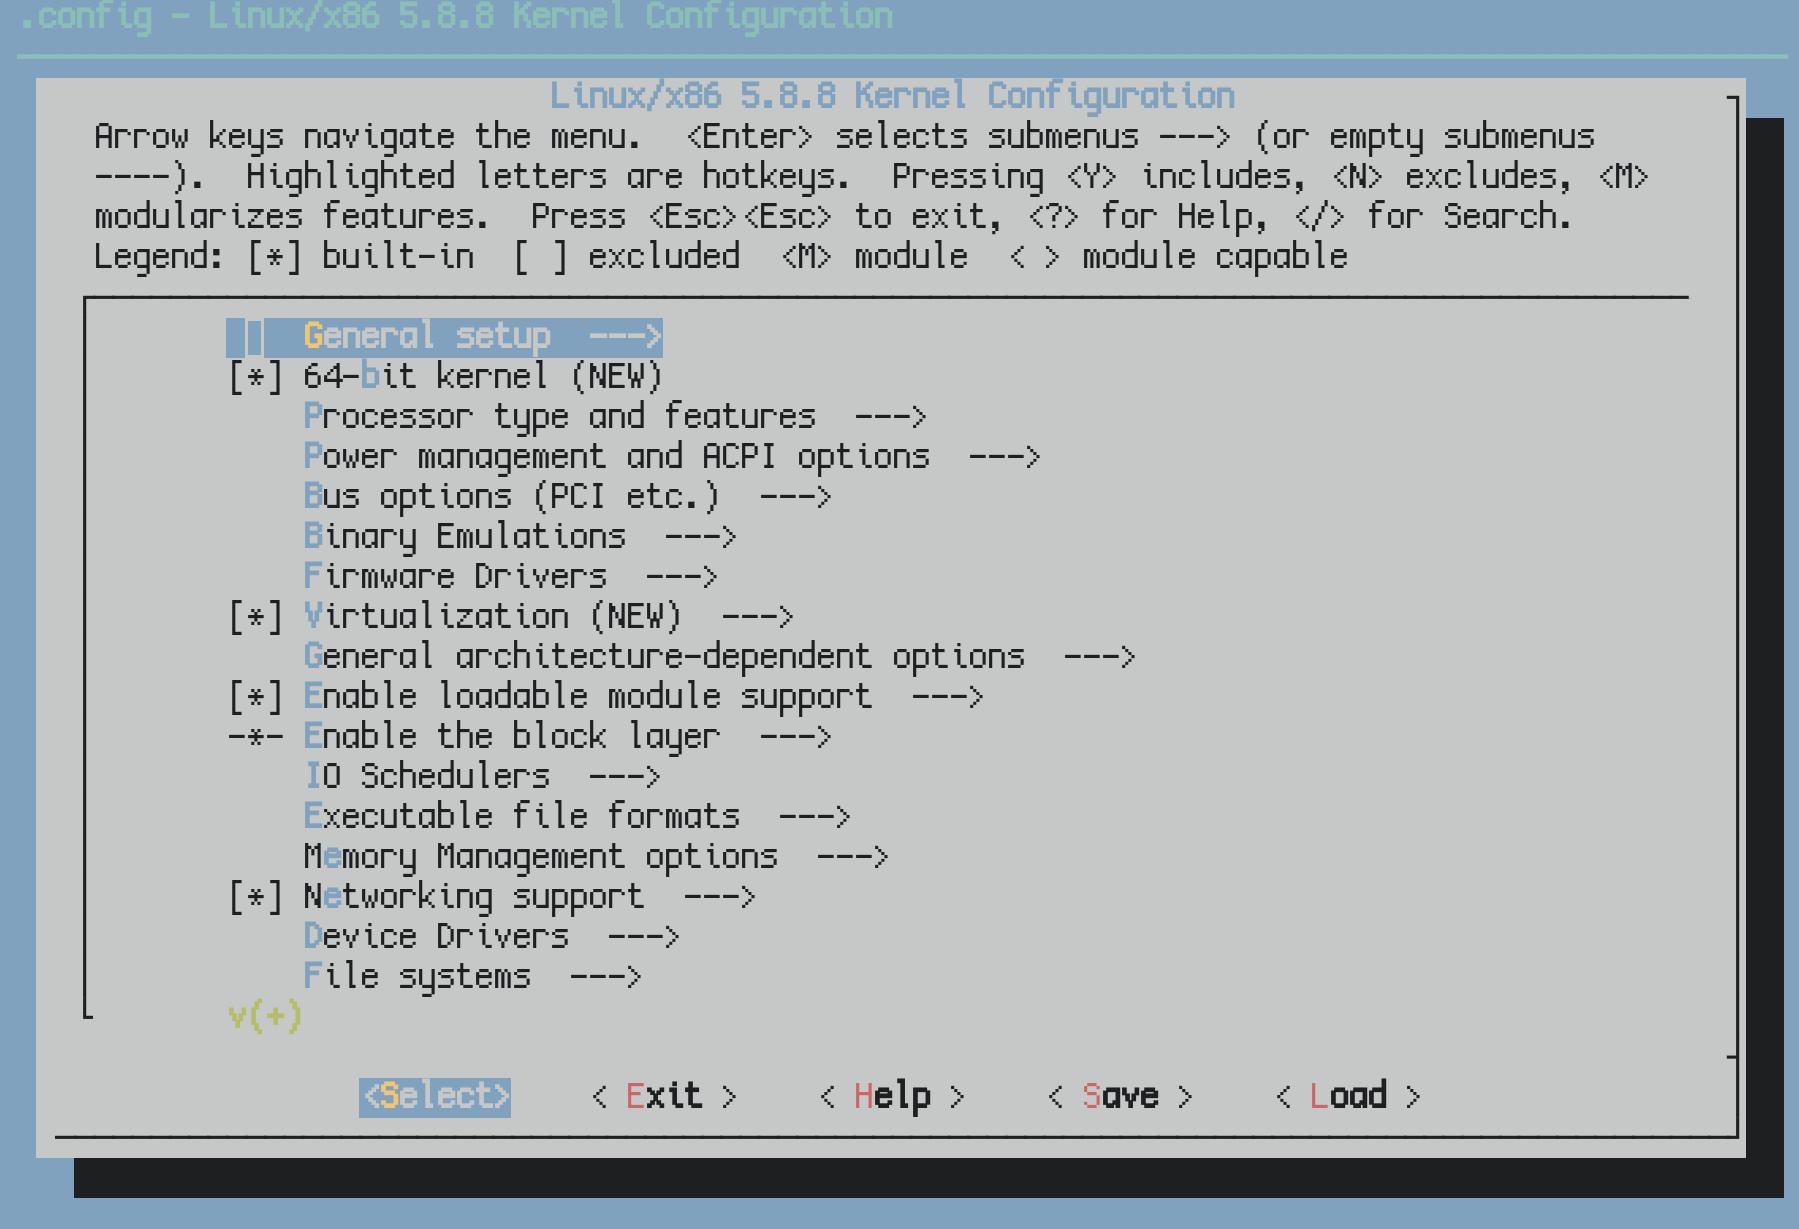 .config - Linux/x86 5.8.8 Kernel Configuration
Linux/x86 5.8.8 Kernel Configuration
Arrow keys navigate the menu.  <Enter> selects submenus ---> (or empty submenus
----).  Highlighted letters are hotkeys.  Pressing <Y> includes, <N> excludes, <M>
modularizes features.  Press <Esc><Esc> to exit, <?> for Help, </> for Search.
Legend: [*] built-in  [ ] excluded  <M> module  < > module capable
General setup  --->
[*] 64-bit kernel (NEW)
Processor type and features  --->
Power management and ACPI options  --->
Bus options (PCI etc.)  --->
Binary Emulations  --->
Firmware Drivers  --->
[*] Virtualization (NEW)  --->
General architecture-dependent options  --->
[*] Enable loadable module support  --->
-*- Enable the block layer  --->
IO Schedulers  --->
Executable file formats  --->
Memory Management options  --->
[*] Networking support  --->
Device Drivers  --->
File systems  --->
v(+)
<Select>    < Exit >    < Help >    < Save >    < Load >